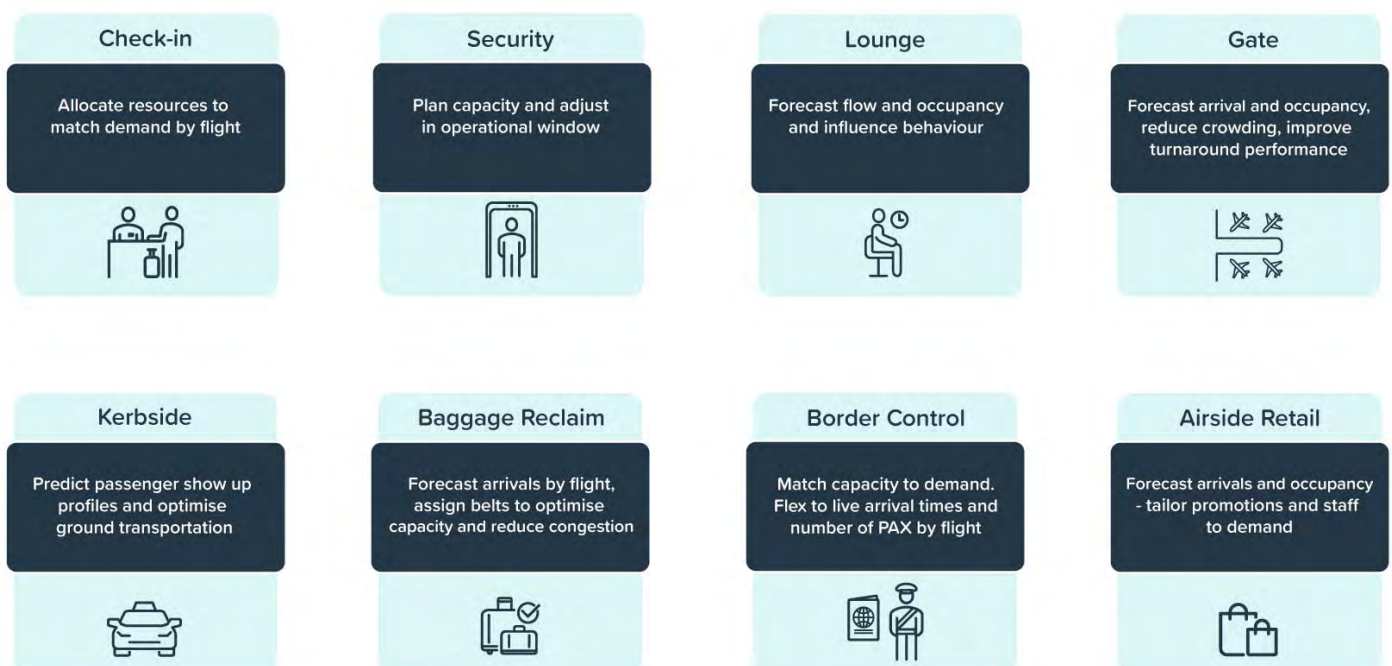 Check-in
Allocate resources to
match demand by flight
Security
Plan capacity and adjust
in operational window
Lounge
Forecast flow and occupancy
and influence behaviour
Gate
Forecast arrival and occupancy,
reduce crowding, improve
turnaround performance
Kerbside
Predict passenger show up
profiles and optimise
ground transportation
Baggage Reclaim
Forecast arrivals by flight,
assign belts to optimise
capacity and reduce congestion
Border Control
Match capacity to demand.
Flex to live arrival times and
number of PAX by flight
Airside Retail
Forecast arrivals and occupancy
- tailor promotions and staff
to demand